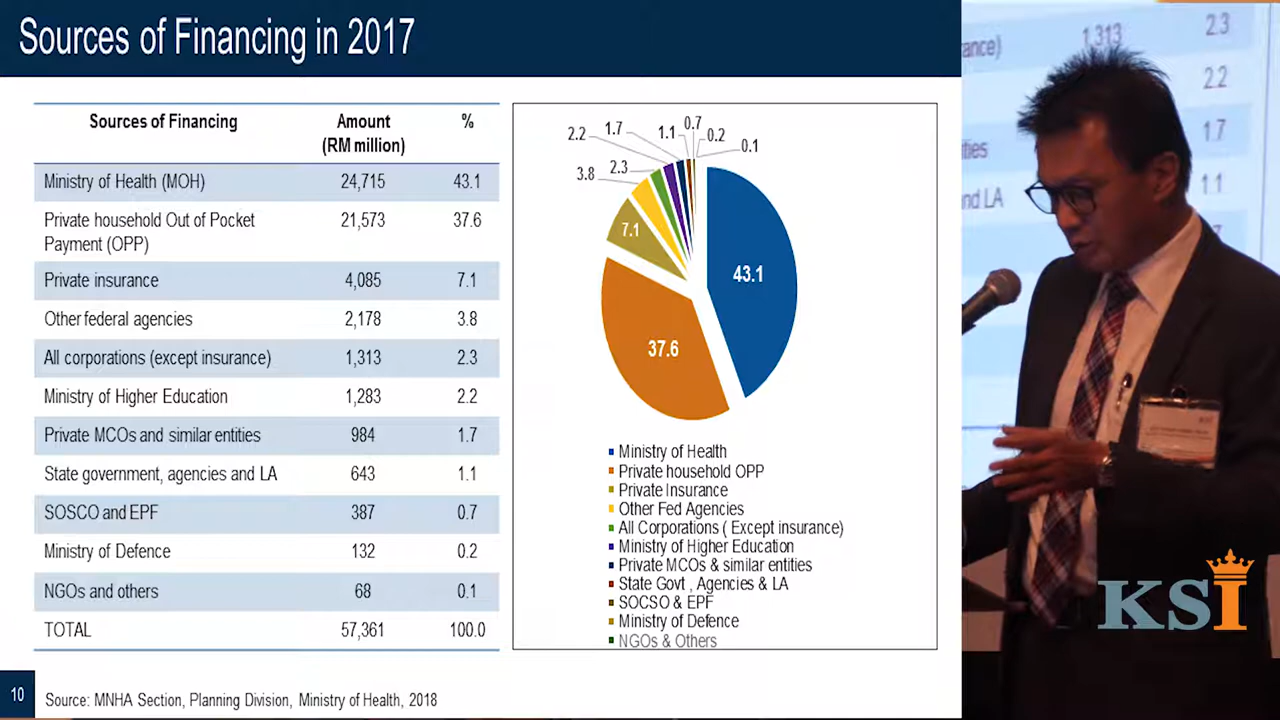 Sources of Financing in 2017
Sources of Financing Amount %
(RM million)
Ministry of Health (MOH) 24,715 43.1
Private household Out of Pocket 21,573 37.6
Payment (OPP)
Private insurance 4,085 7.1
Other federal agencies 2,178 3.8
All corporations (except insurance) 1,313 2.3
Ministry of Higher Education 1,283 2.2
Private MCOs and similar entities 984 1.7
State government, agencies and LA 643 1.1
SOSCO and EPF 387 0.7
Ministry of Defence 132 0.2
NGOs and others 68 0.1
TOTAL 57,361 100.0
2.2 1.7 1.1 0.7 0.2 0.1
3.8 2.3
7.1
43.1
37.6
Ministry of Health
Private household OPP
Private Insurance
Other Fed Agencies
All Corporations ( Except insurance)
Ministry of Higher Education
Private MCOs & similar entities
State Govt , Agencies & LA
SOCSO & EPF
Ministry of Defence
NGOs & Others
10 Source: MNHA Section, Planning Division, Ministry of Health, 2018
ance) 1,313 2.3
2.2
ities 1.7
nd LA 1.1
KSI